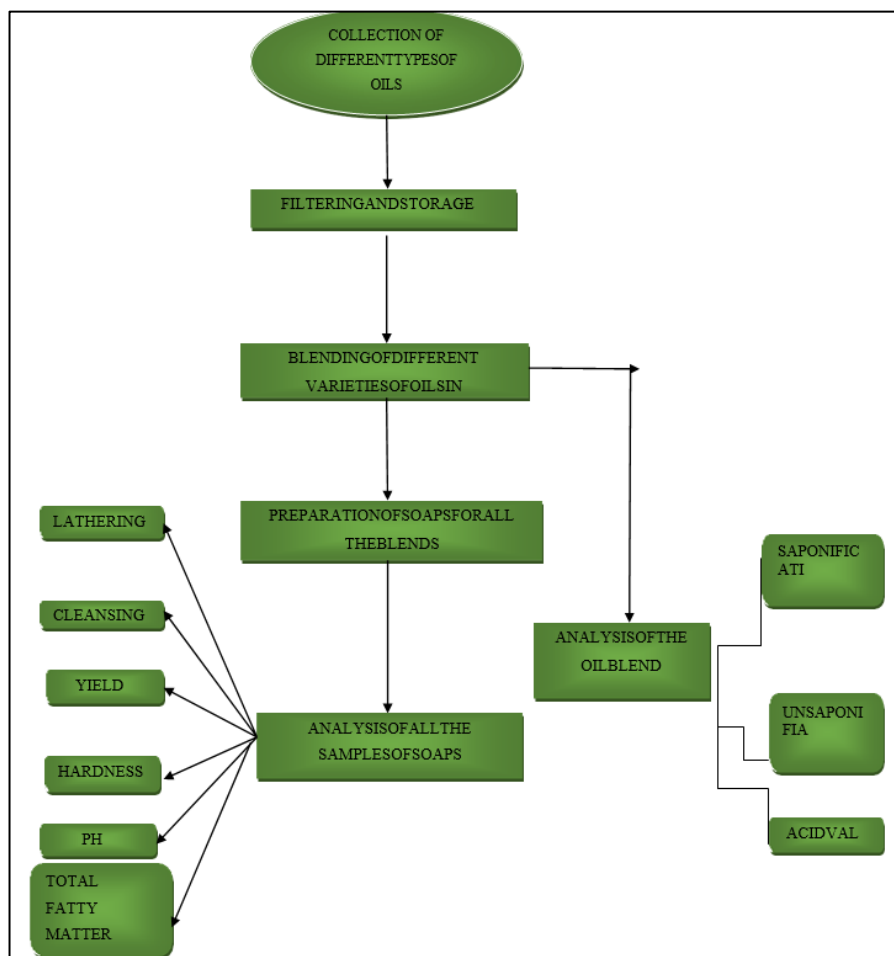 COLLECTION OF
DIFFERENTTYPESOF
OILS
FILTERINGANDSTORAGE
BLENDINGOFDIFFERENT
VARIETIESOFOILSIN
PREPARATIONOFSOAPSFORALL
THEBLENDS
LATHERING
CLEANSING
YIELD
HARDNESS
PH
TOTAL
FATTY
MATTER
ANALYSISOFALLTHE
SAMPLESOFSOAPS
ANALYSISOFTHE
OILBLEND
SAPONIFIC
ATI
UNSAPONI
FIA
ACIDVAL